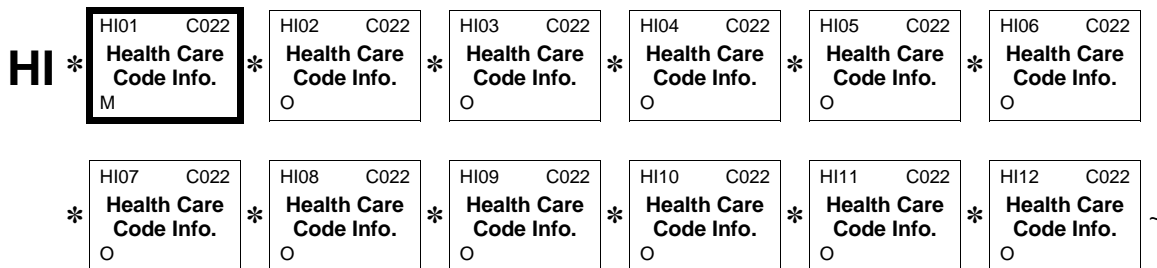 HI01 C022 HI02 C022 HI03 C022 HI04 C022 HI05 C022 HI06 C022
HI * Health Care * Health Care * Health Care * Health Care * Health Care * Health Care
Code Info. Code Info. Code Info. Code Info. Code Info. Code Info.
M O O O O O
HI07 C022 HI08 C022 HI09 C022 HI10 C022 HI11 C022 HI12 C022
* Health Care * Health Care * Health Care * Health Care * Health Care * Health Care ~
Code Info. Code Info. Code Info. Code Info. Code Info. Code Info.
O O O O O O